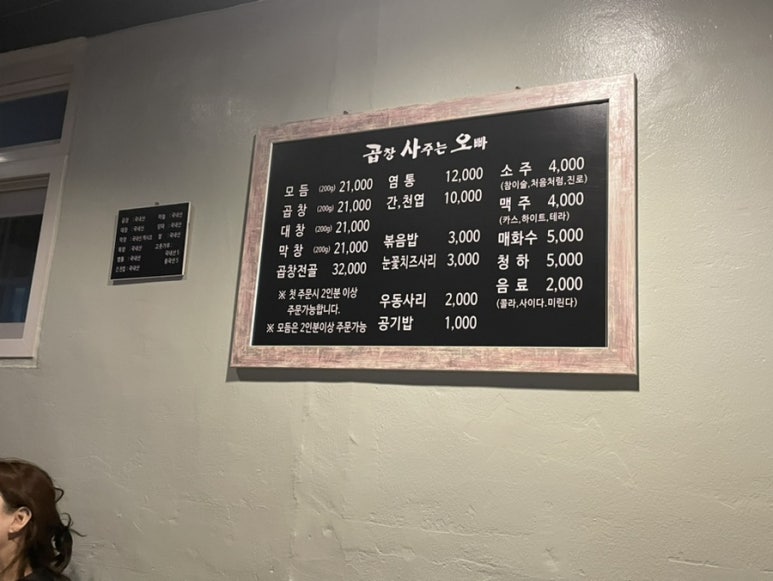 곱창 사주는 오빠
모듬 (200g) 21,000
곱창 (200g) 21,000
대창 (200g) 21,000
막창 (200g) 21,000
곱창전골 32,000
※ 첫 주문시 2인분 이상
주문가능합니다.
※ 모듬은 2인분이상 주문가능
염통 12,000
간,천엽 10,000
볶음밥 3,000
눈꽃치즈사리 3,000
우동사리 2,000
공기밥 1,000
소주 4,000
(참이슬,처음처럼,진로)
맥주 4,000
(카스,하이트,테라)
매화수 5,000
청하 5,000
음료 2,000
(콜라,사이다.미린다)